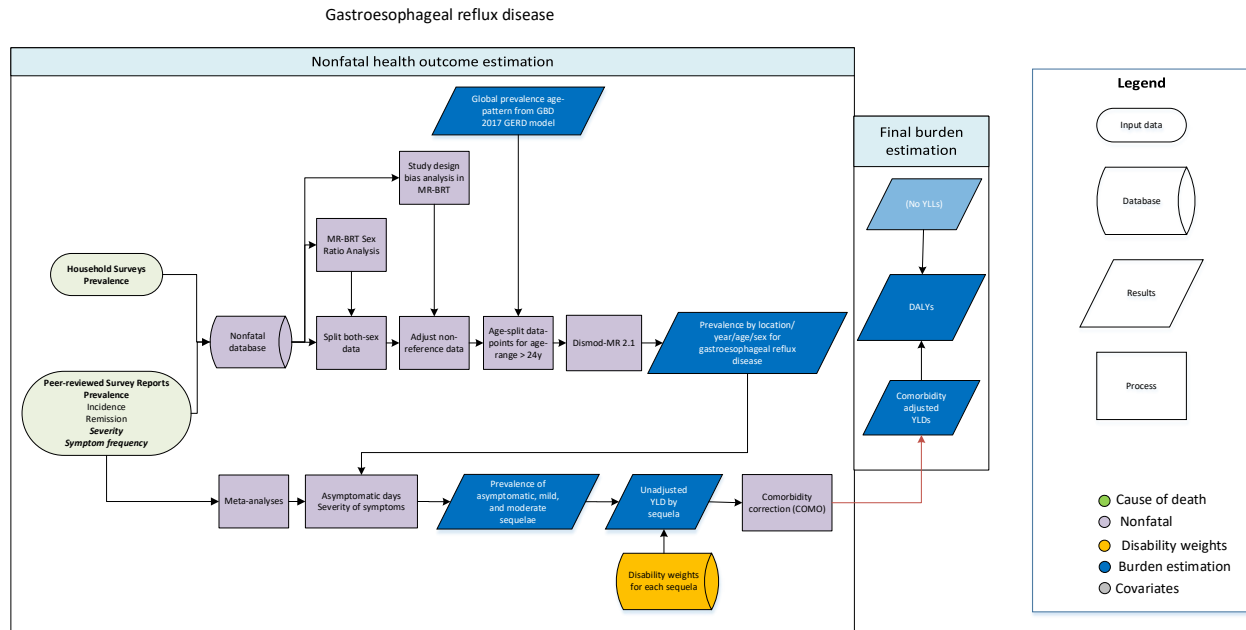 Gastroesophageal reflux disease
Nonfatal health outcome estimation
Global prevalence age-
pattern from GBD
2017 GERD model
Study design
bias analysis in
MR-BRT
MR-BRT Sex
Ratio Analysis
Household Surveys
Prevalence
Nonfatal
database
Split both-sex
data
Adjust non-
reference data
Age-split data-
points for age-
range > 24y
Dismod-MR 2.1
Prevalence by location/
year/age/sex for
gastroesophageal reflux
disease
Peer-reviewed Survey Reports
Prevalence
Incidence
Remission
Severity
Symptom frequency
Meta-analyses
Asymptomatic days
Severity of symptoms
Prevalence of
asymptomatic, mild,
and moderate
sequelae
Unadjusted
YLD by
sequela
Comorbidity
correction (COMO)
Disability weights
for each sequela
Final burden
estimation
(No YLLs)
DALYs
Comorbidity
adjusted
YLDs
Legend
Input data
Database
Results
Process
Cause of death
Nonfatal
Disability weights
Burden estimation
Covariates